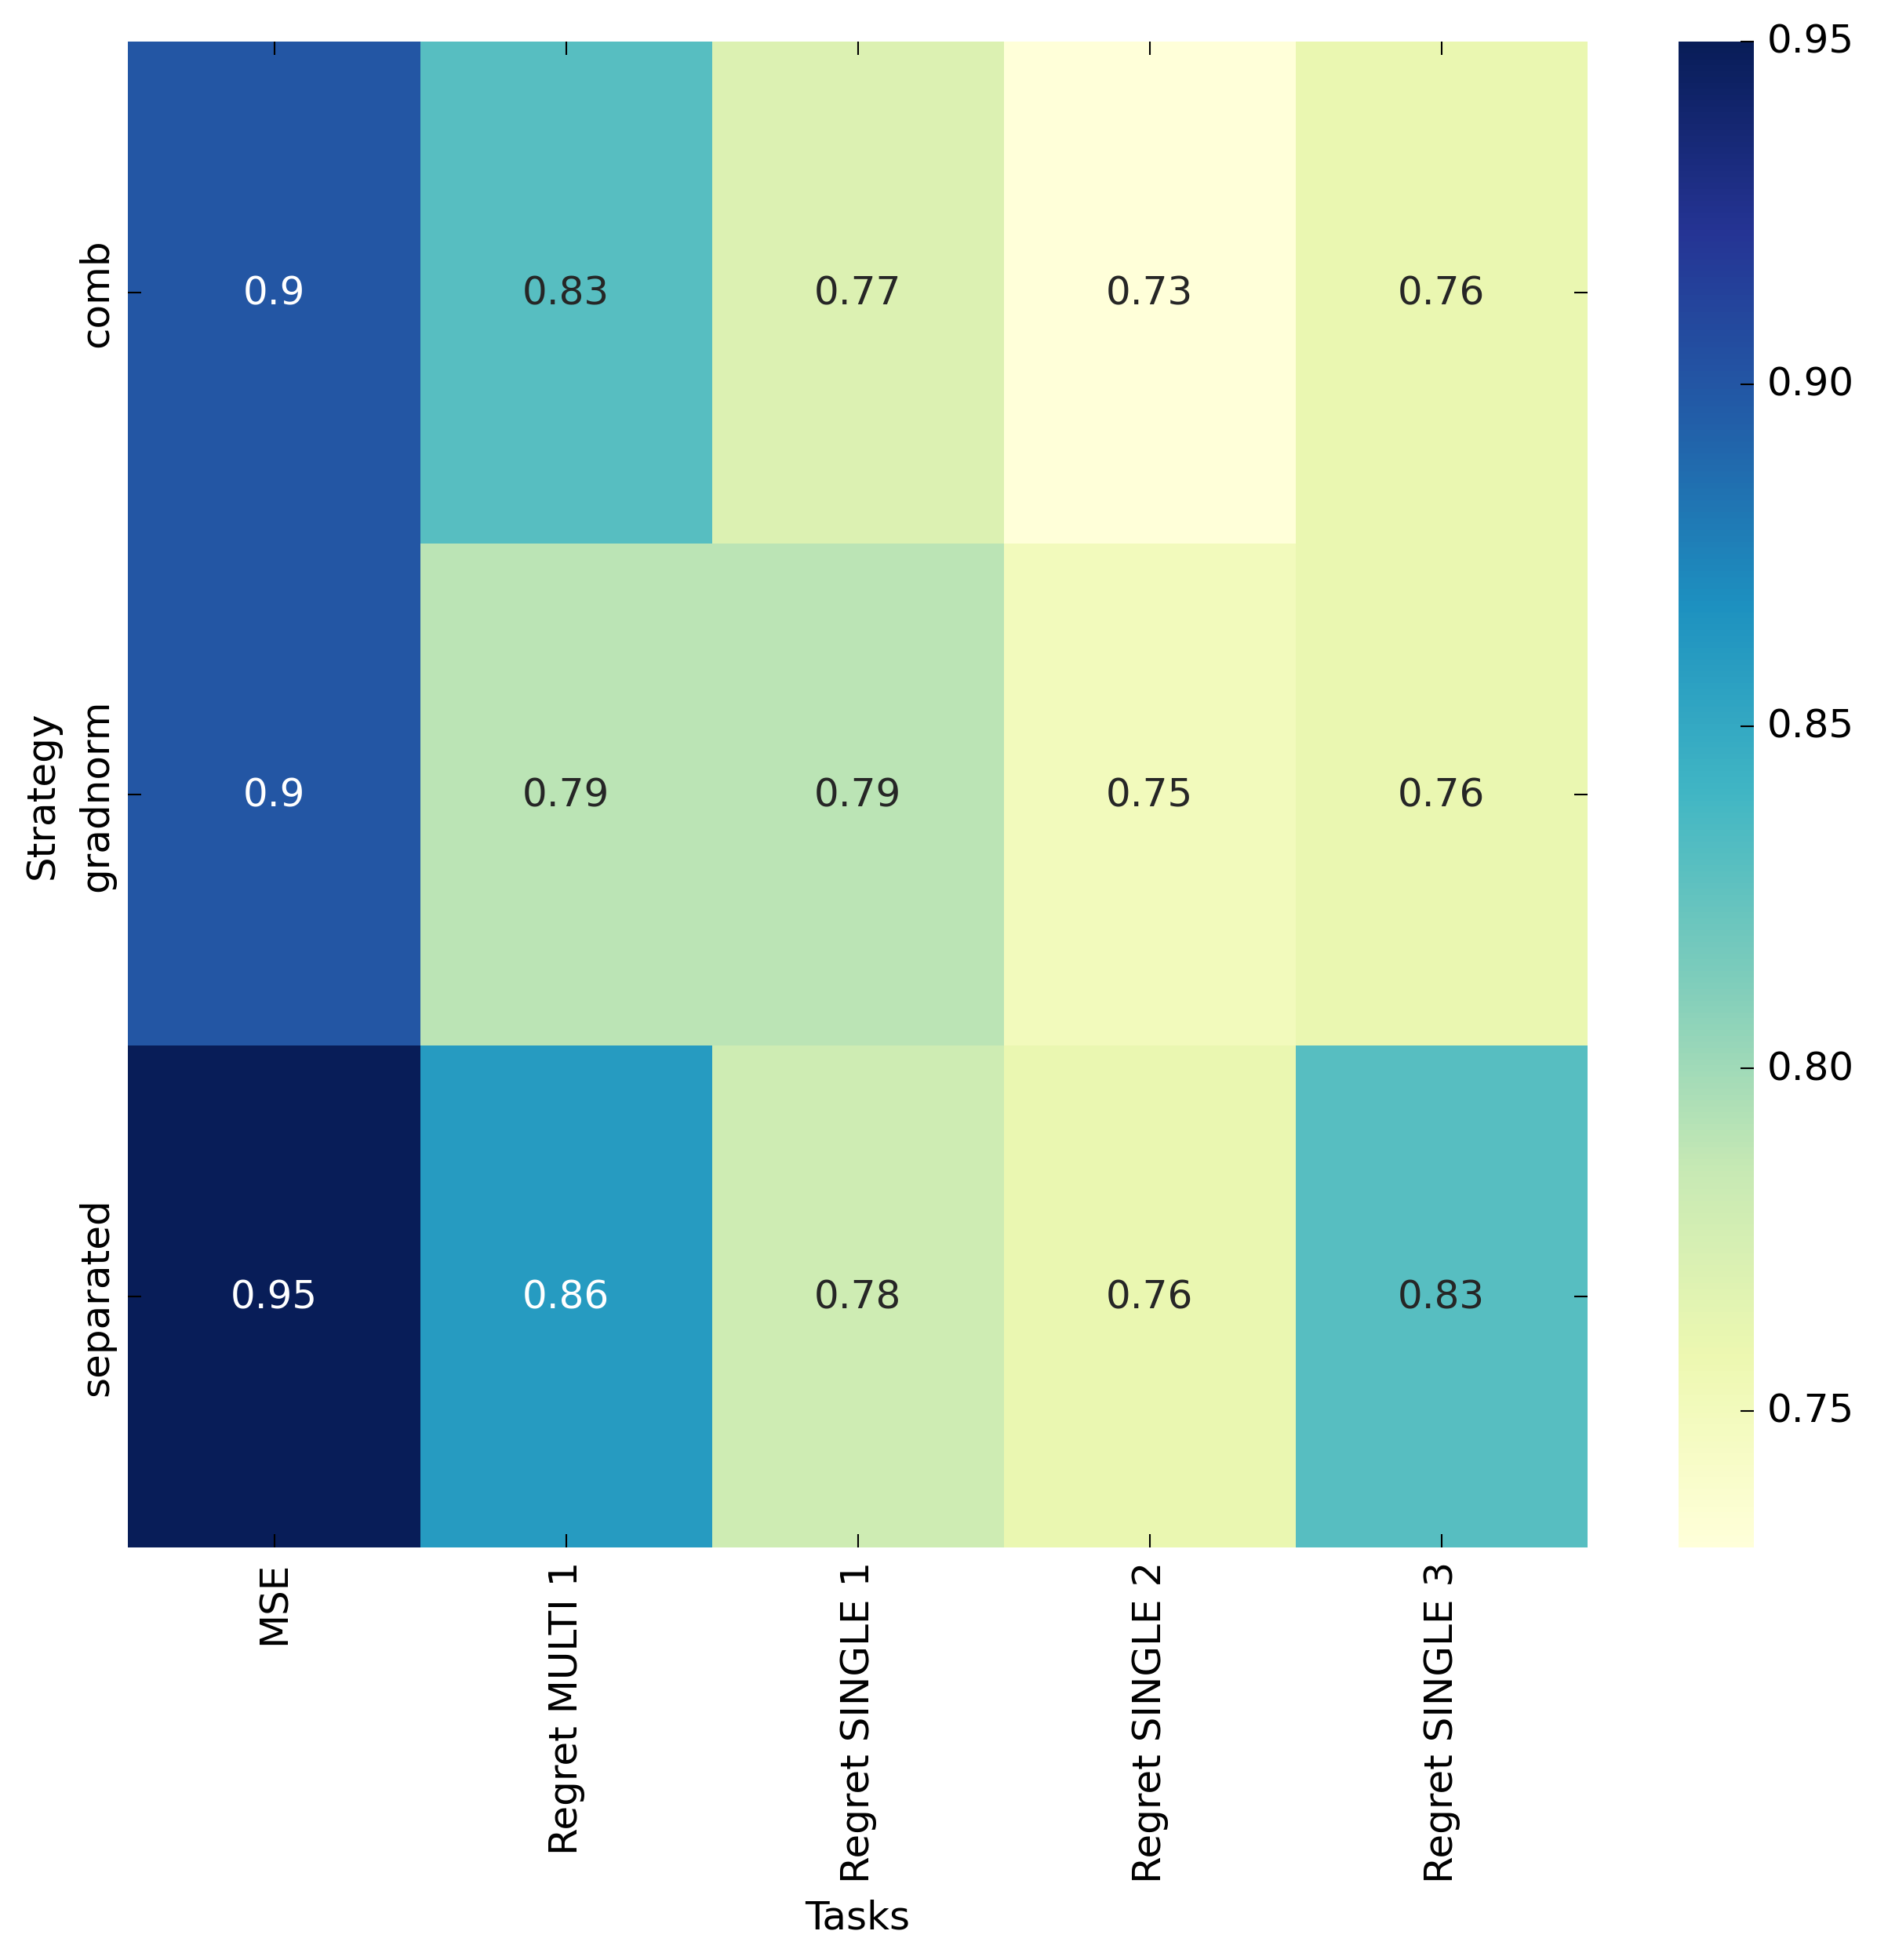 Strategy
comb
0.9 0.83 0.77 0.73 0.76
gradnorm
0.9 0.79 0.79 0.75 0.76
separated
0.95 0.86 0.78 0.76 0.83
MSE
Regret MULTI 1
Regret SINGLE 1
Regret SINGLE 2
Regret SINGLE 3
Tasks
0.95
0.90
0.85
0.80
0.75